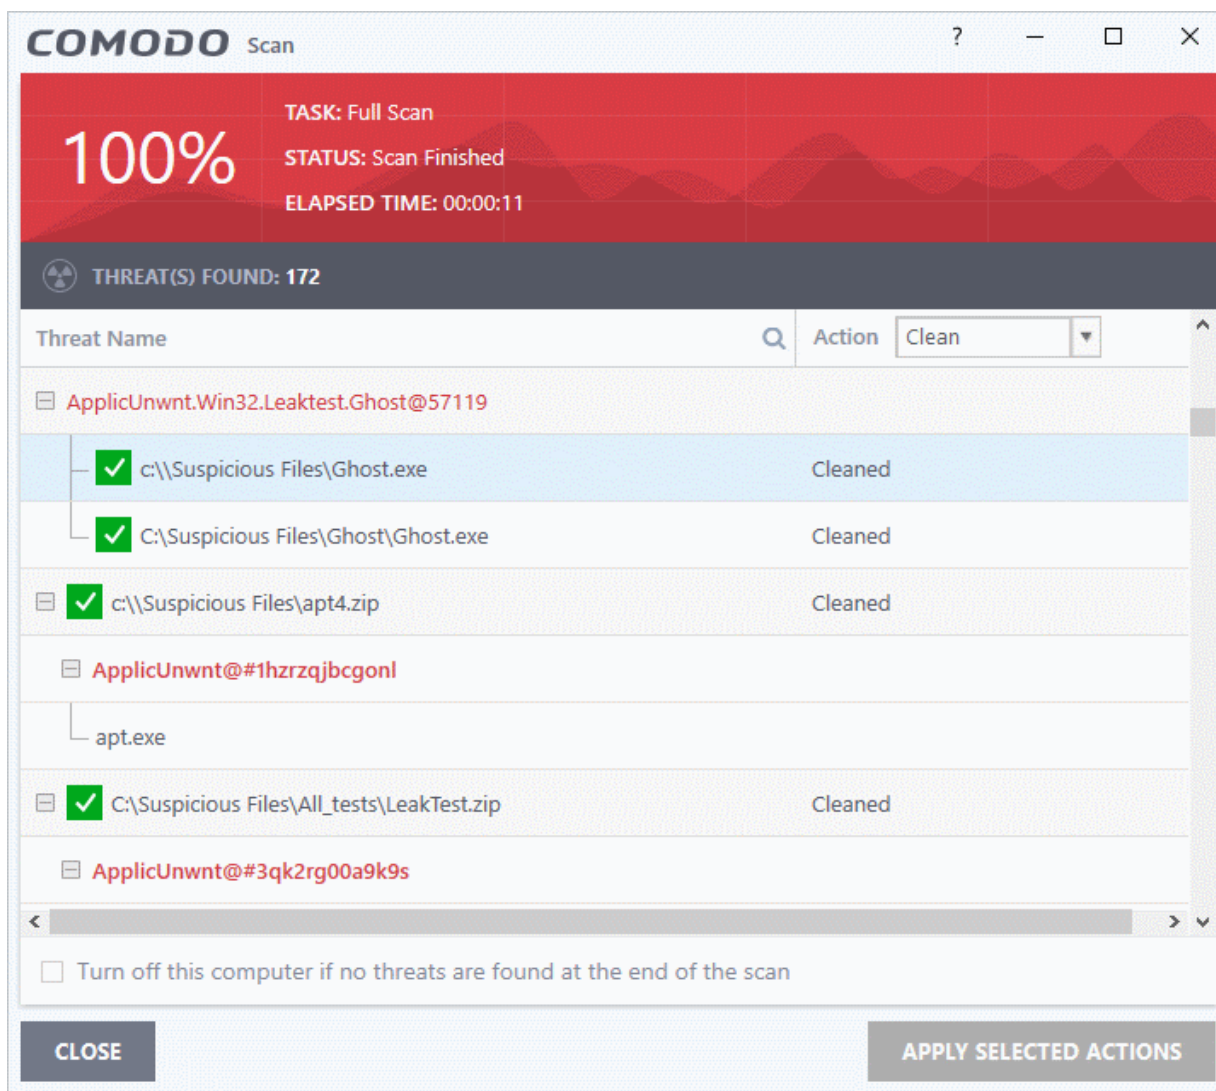 COMODO Scan
?
100%
TASK: Full Scan
STATUS: Scan Finished
ELAPSED TIME: 00:00:11
THREAT(S) FOUND: 172
Threat Name Action Clean
ApplicUnwnt.Win32.Leaktest.Ghost@57119
c:\\Suspicious Files\Ghost.exe Cleaned
C:\Suspicious Files\Ghost\Ghost.exe Cleaned
c:\\Suspicious Files\apt4.zip Cleaned
ApplicUnwnt@#1hzrzqjbcgonl
apt.exe
C:\Suspicious Files\All_tests\LeakTest.zip Cleaned
ApplicUnwnt@#3qk2rg00a9k9s
Turn off this computer if no threats are found at the end of the scan
CLOSE APPLY SELECTED ACTIONS